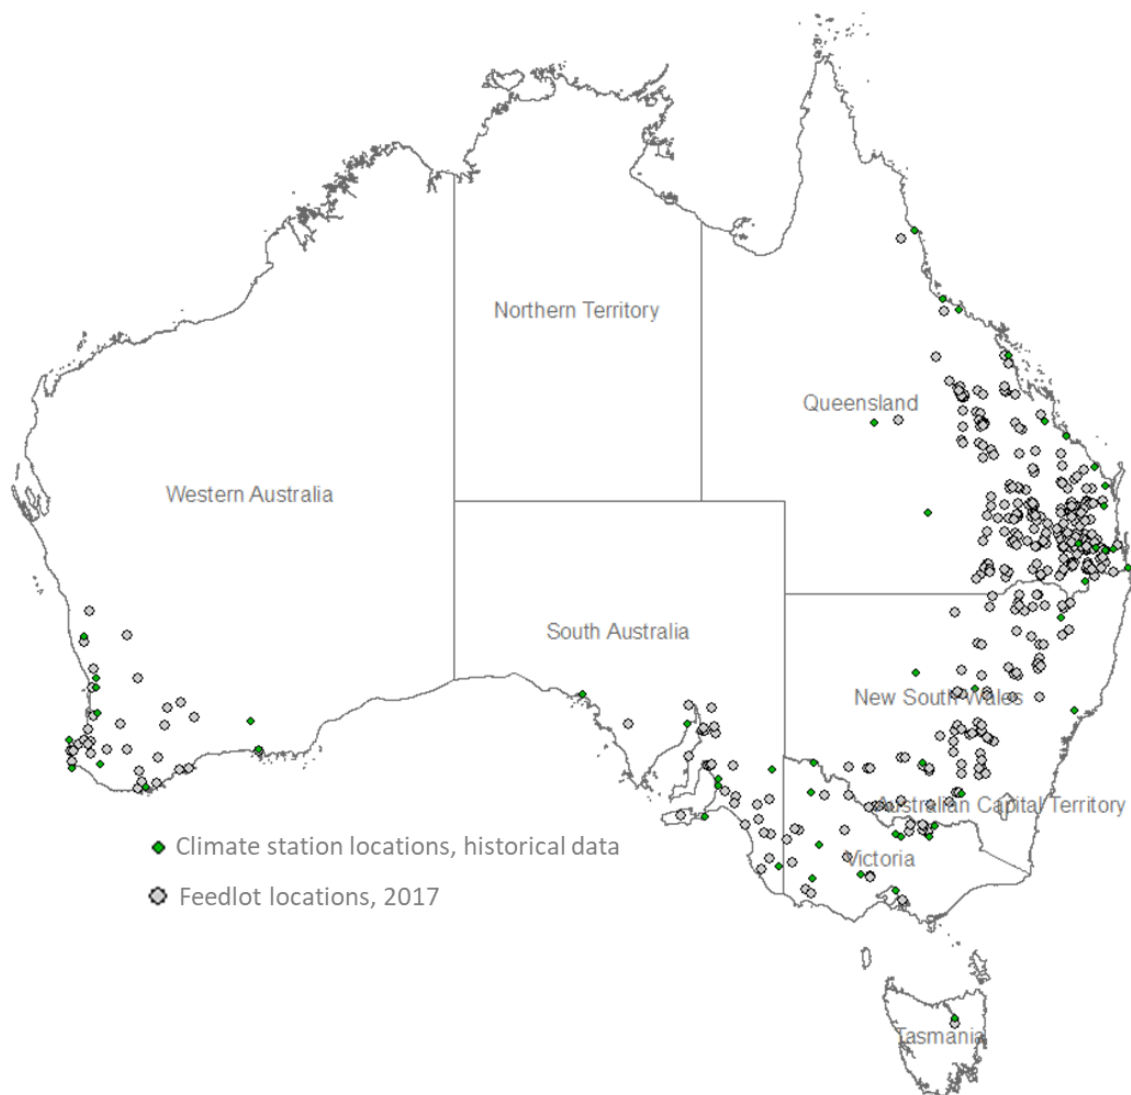 Northern Territory
Queensland
Western Australia
South Australia
New South Wales
Australian Capital Territory
Climate station locations, historical data
Victoria
Feedlot locations, 2017
Tasmania